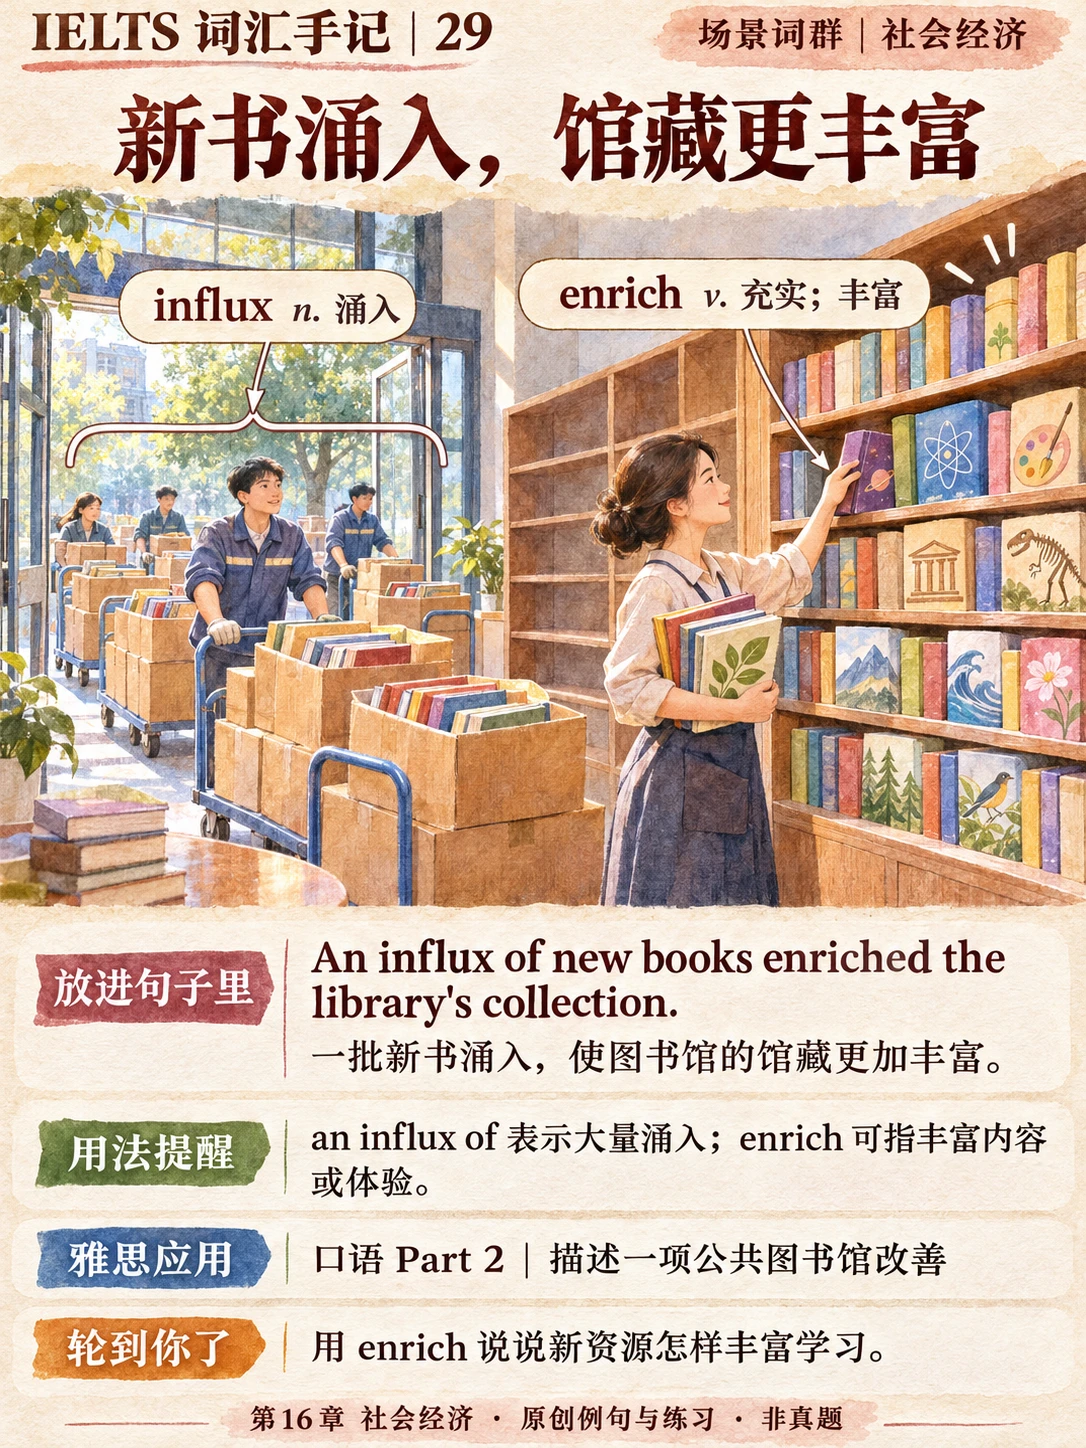 IELTS 词汇手记 | 29
场景词群 | 社会经济
新书涌入，馆藏更丰富
influx n. 涌入
enrich v. 充实；丰富
放进句子里
An influx of new books enriched the
library's collection.
一批新书涌入，使图书馆的馆藏更加丰富。
用法提醒
an influx of 表示大量涌入；enrich 可指丰富内容
或体验。
雅思应用
口语 Part 2 | 描述一项公共图书馆改善
轮到你了
用 enrich 说说新资源怎样丰富学习。
第16章 社会经济 · 原创例句与练习 · 非真题